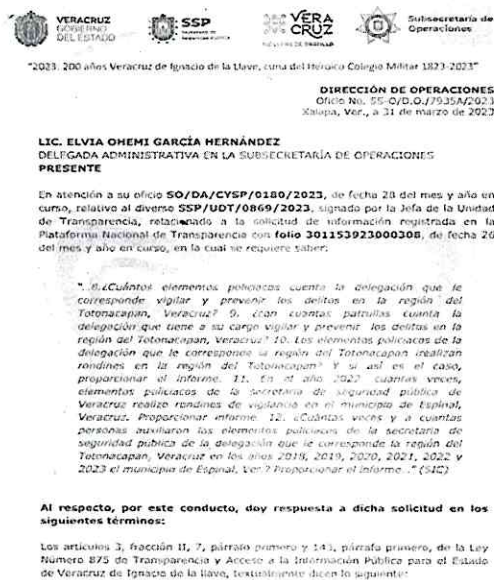 VERACRUZ
GOBIERNO
DEL ESTADO
SSP
VERA
CRUZ
Subsecretaría de
Operaciones
"2023: 200 años Veracruz de Ignacio de la Llave, cuna del Heroico Colegio Militar 1823-2023"
DIRECCIÓN DE OPERACIONES
Oficio No. SS-O/D.O./7935A/2023
Xalapa, Ver., a 31 de marzo de 2023
LIC. ELVIA OHEMI GARCÍA HERNÁNDEZ
DELEGADA ADMINISTRATIVA EN LA SUBSECRETARÍA DE OPERACIONES
PRESENTE
En atención a su oficio SO/DA/CYSP/0180/2023, de fecha 28 del mes y año en
curso, relativo al diverso SSP/UDT/0869/2023, signado por la Jefa de la Unidad
de Transparencia, relacionado a la solicitud de información registrada en la
Plataforma Nacional de Transparencia con folio 301153923000308, de fecha 26
del mes y año en curso, en la cual se requiere saber:
"...8.¿Cuántos elementos policiacos cuenta la delegación que le
corresponde vigilar y prevenir los delitos en la región del
Totonacapan, Veracruz? 9. ¿con cuantas patrullas cuenta la
delegación que tiene a su cargo vigilar y prevenir los delitos en la
región del Totonacapan, Veracruz? 10. Los elementos policiacos de la
delegación que le corresponde la región del Totonacapan ¿realizan
rondines en la región del Totonacapan? Y si así es el caso,
proporcionar el informe. 11. En el año 2022 cuantas veces,
elementos policiacos de la secretaría de seguridad pública de
Veracruz realizo rondines de vigilancia en el municipio de Espinal,
Veracruz. Proporcionar informe. 12. ¿Cuántas veces y a cuantas
personas auxiliaron los elementos policiacos de la secretaría de
seguridad pública de la delegación que le corresponde la región del
Totonacapan, Veracruz en los años 2018, 2019, 2020, 2021, 2022 y
2023 el municipio de Espinal, Ver.? Proporcionar el informe..." (SIC)
Al respecto, por este conducto, doy respuesta a dicha solicitud en los
siguientes términos:
Los artículos 3, fracción II, 7, párrafo primero y 143, párrafo primero, de la Ley
Número 875 de Transparencia y Acceso a la Información Pública para el Estado
de Veracruz de Ignacio de la llave, textualmente dicen lo siguiente: